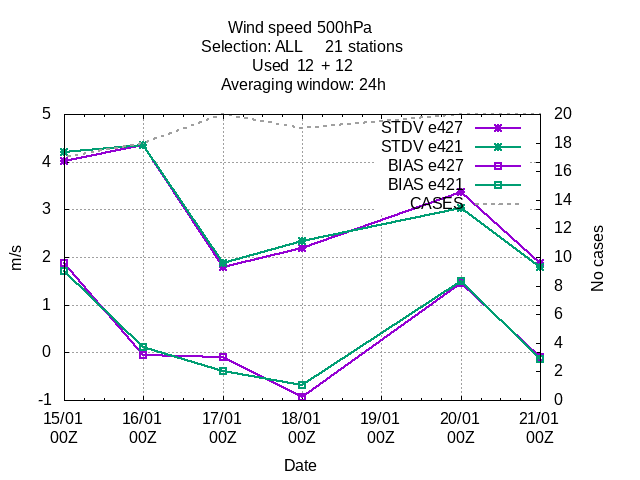 Wind speed 500hPa
Selection: ALL 21 stations
Used 12 + 12
Averaging window: 24h
5 20
STDV e427
18
STDV e421
4
BIAS e427 16
BIAS e421
14
CASES
3
12
m/s
2 10
No cases
8
1
6
4
0
2
-1 0
15/01 16/01 17/01 18/01 19/01 20/01 21/01
00Z 00Z 00Z 00Z 00Z 00Z 00Z
Date